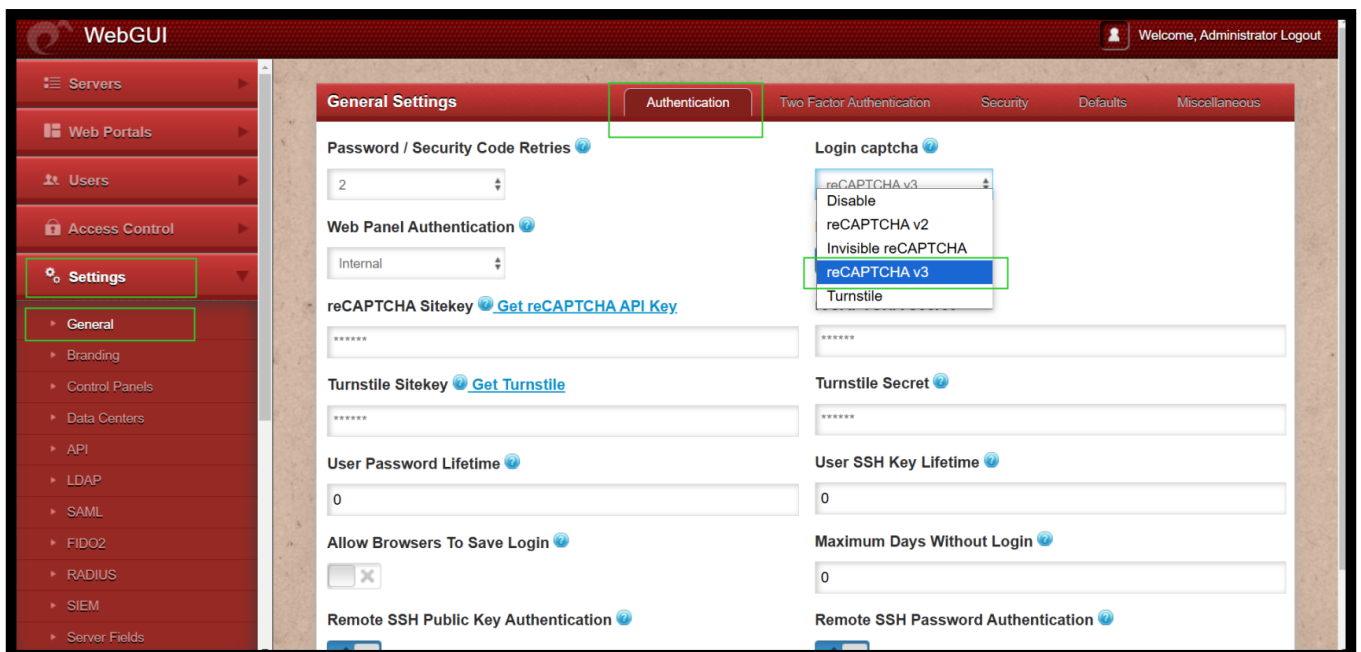 WebGUI
Welcome, Administrator Logout
Servers
Web Portals
Users
Access Control
Settings
General
Branding
Control Panels
Data Centers
API
LDAP
SAML
FIDO2
RADIUS
SIEM
Server Fields
General Settings
Authentication
Two Factor Authentication
Security
Defaults
Miscellaneous
Password / Security Code Retries
2
Login captcha
reCAPTCHA v3
Disable
reCAPTCHA v2
Invisible reCAPTCHA
reCAPTCHA v3
Turnstile
Web Panel Authentication
Internal
reCAPTCHA Sitekey Get reCAPTCHA API Key
******
******
Turnstile Sitekey Get Turnstile
******
Turnstile Secret
******
User Password Lifetime
0
User SSH Key Lifetime
0
Allow Browsers To Save Login
Maximum Days Without Login
0
Remote SSH Public Key Authentication
Remote SSH Password Authentication